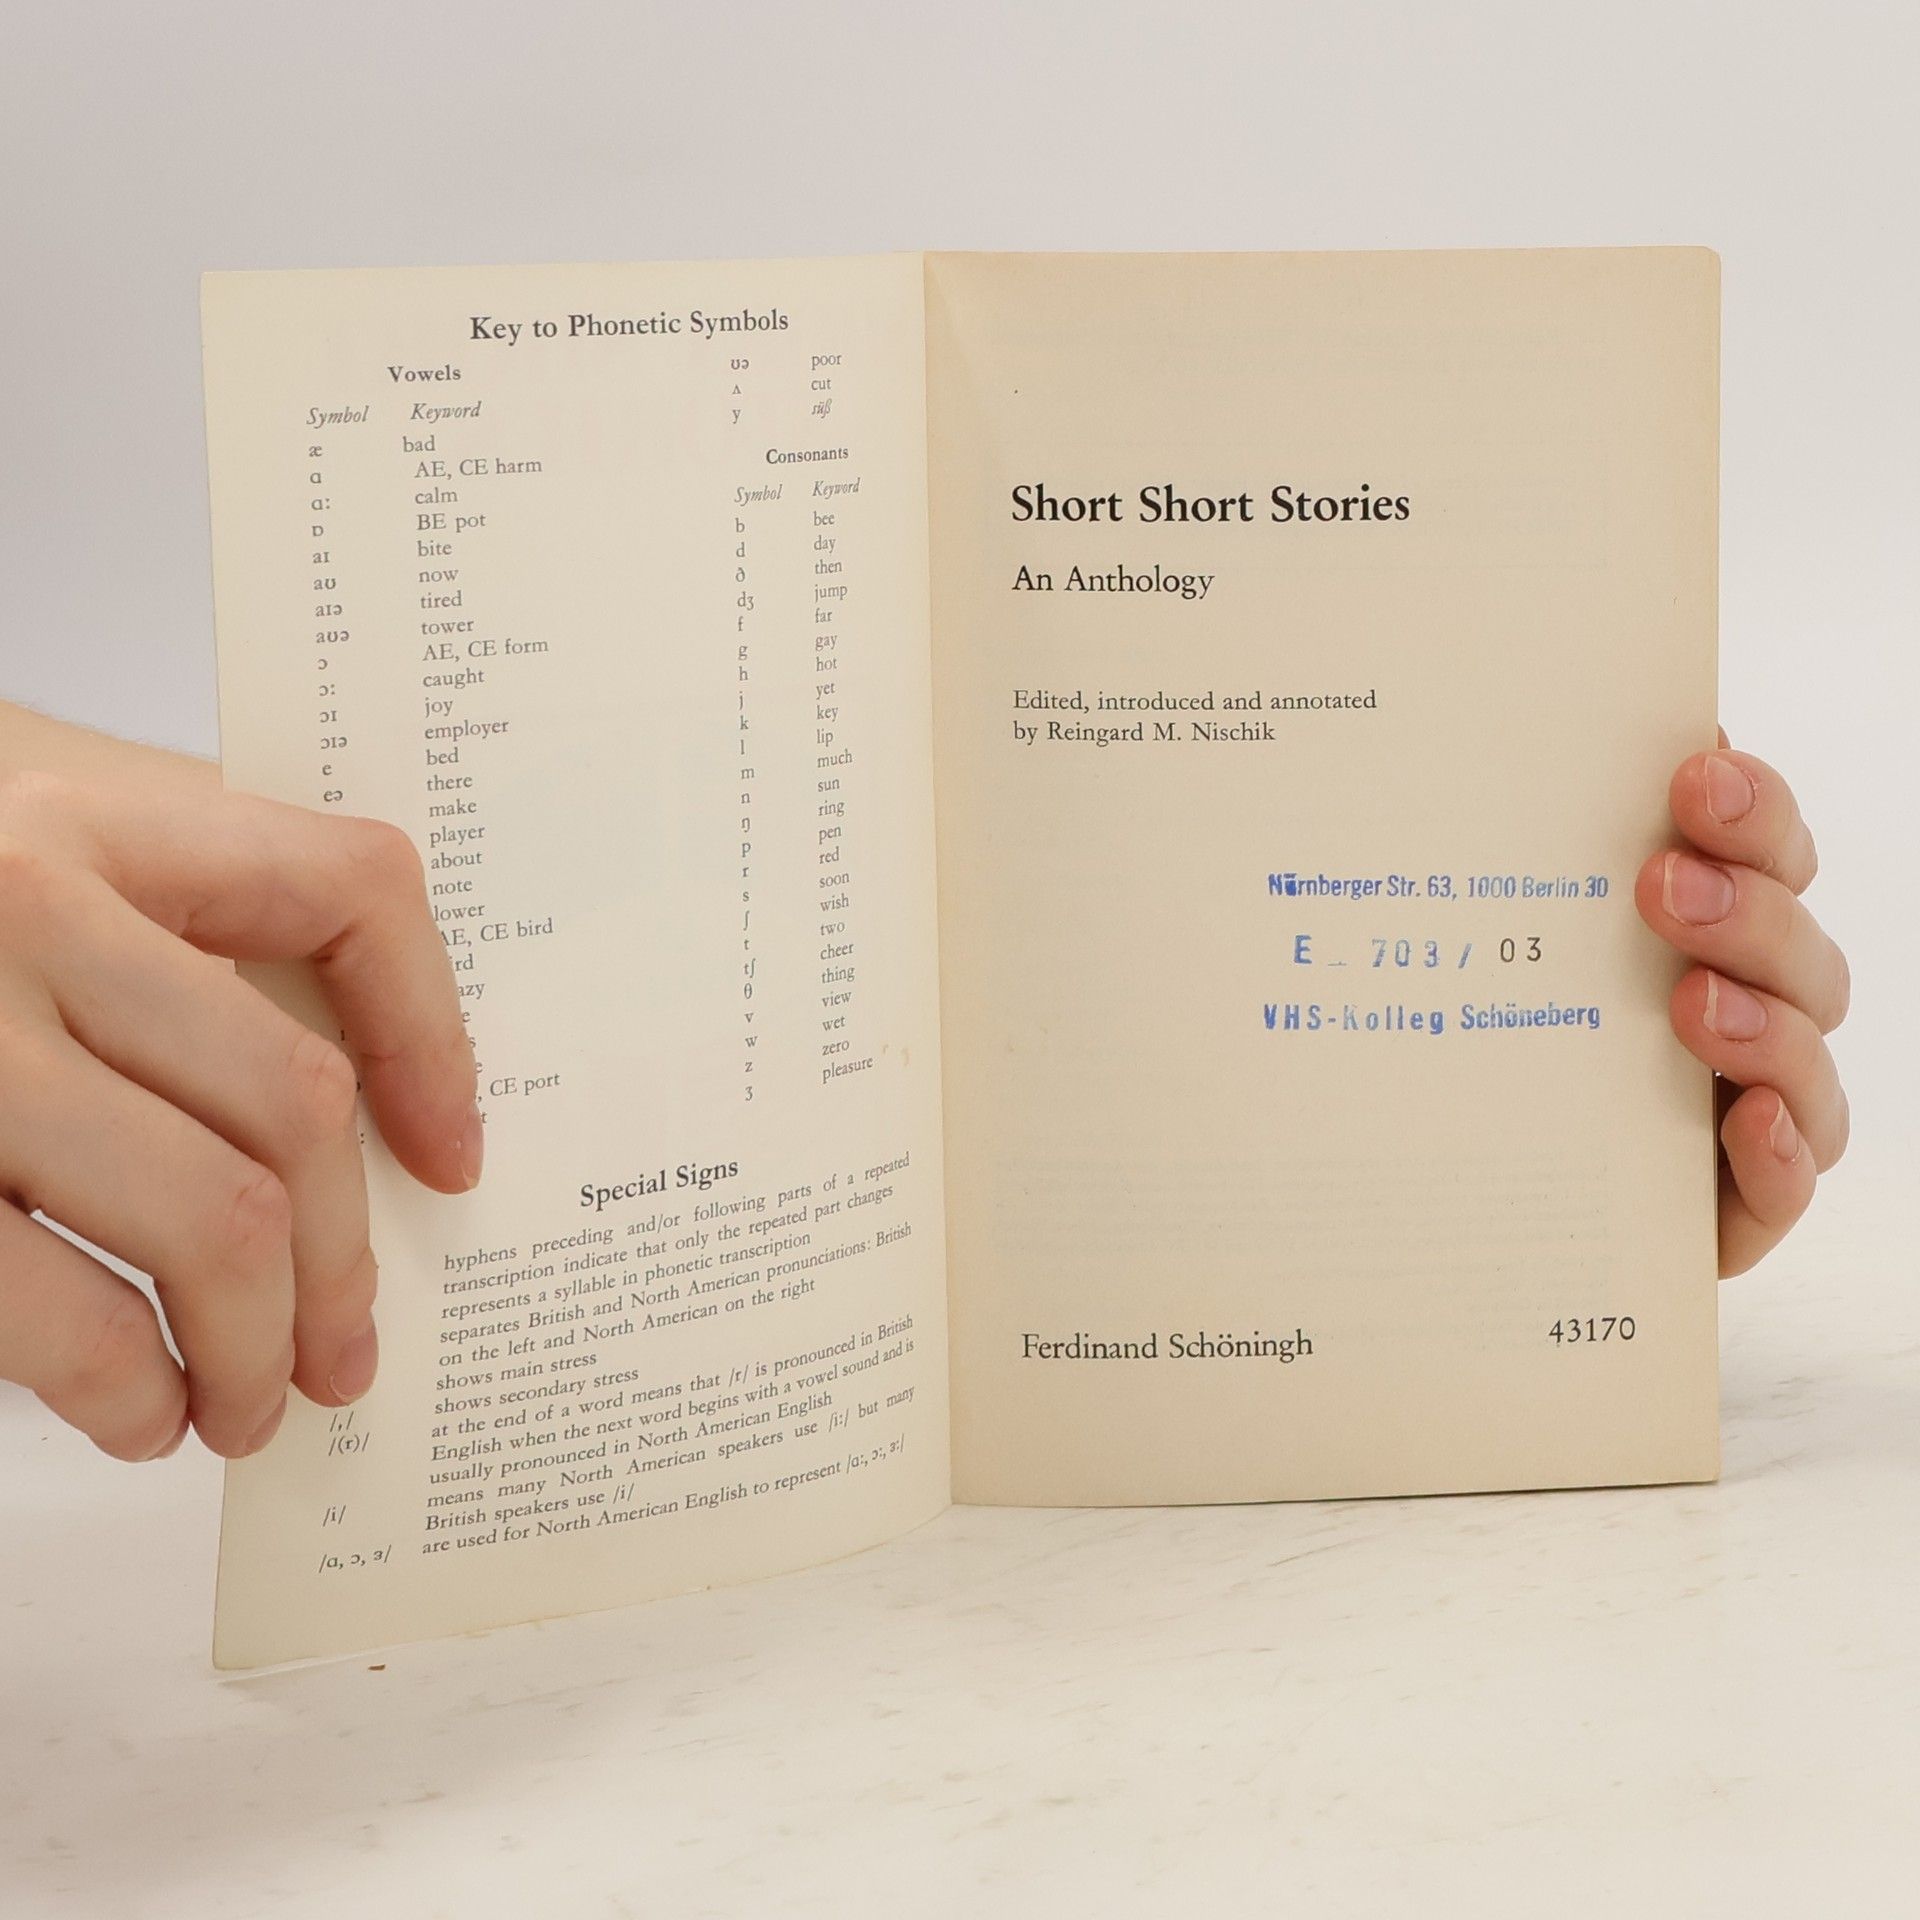 Key to Phonetic Symbols
Vowels
Symbol Keyword
æ bad
ɑ AE, CE harm
ɑ: calm
ɒ BE pot
aɪ bite
aʊ now
aɪə tired
aʊə tower
ɔ AE, CE form
ɔ: caught
ɔɪ joy
ɔɪə employer
e bed
eə there
make
player
about
note
lower
AE, CE bird
CE port
ʊə poor
ʌ cut
y süß
Consonants
Symbol Keyword
b bee
d day
ð then
dʒ jump
f far
g gay
h hot
j yet
k key
l lip
m much
n sun
ŋ ring
p pen
r red
s soon
ʃ wish
t two
tʃ cheer
θ thing
v view
w wet
z zero
ʒ pleasure
Special Signs
hyphens preceding and/or following parts of a repeated
transcription indicate that only the repeated part changes
represents a syllable in phonetic transcription
separates British and North American pronunciations: British
on the left and North American on the right
shows main stress
/ˌ/ shows secondary stress
/(r)/ at the end of a word means that /r/ is pronounced in British
English when the next word begins with a vowel sound and is
usually pronounced in North American English
/i/ means many North American speakers use /i:/ but many
British speakers use /i/
/ɑ, ɔ, ɜ/ are used for North American English to represent /ɑ:, ɔ:, ɜ:/
Short Short Stories
An Anthology
Edited, introduced and annotated
by Reingard M. Nischik
Nürnberger Str. 63, 1000 Berlin 30
E _ 703 / 03
VHS-Kolleg Schöneberg
Ferdinand Schöningh
43170